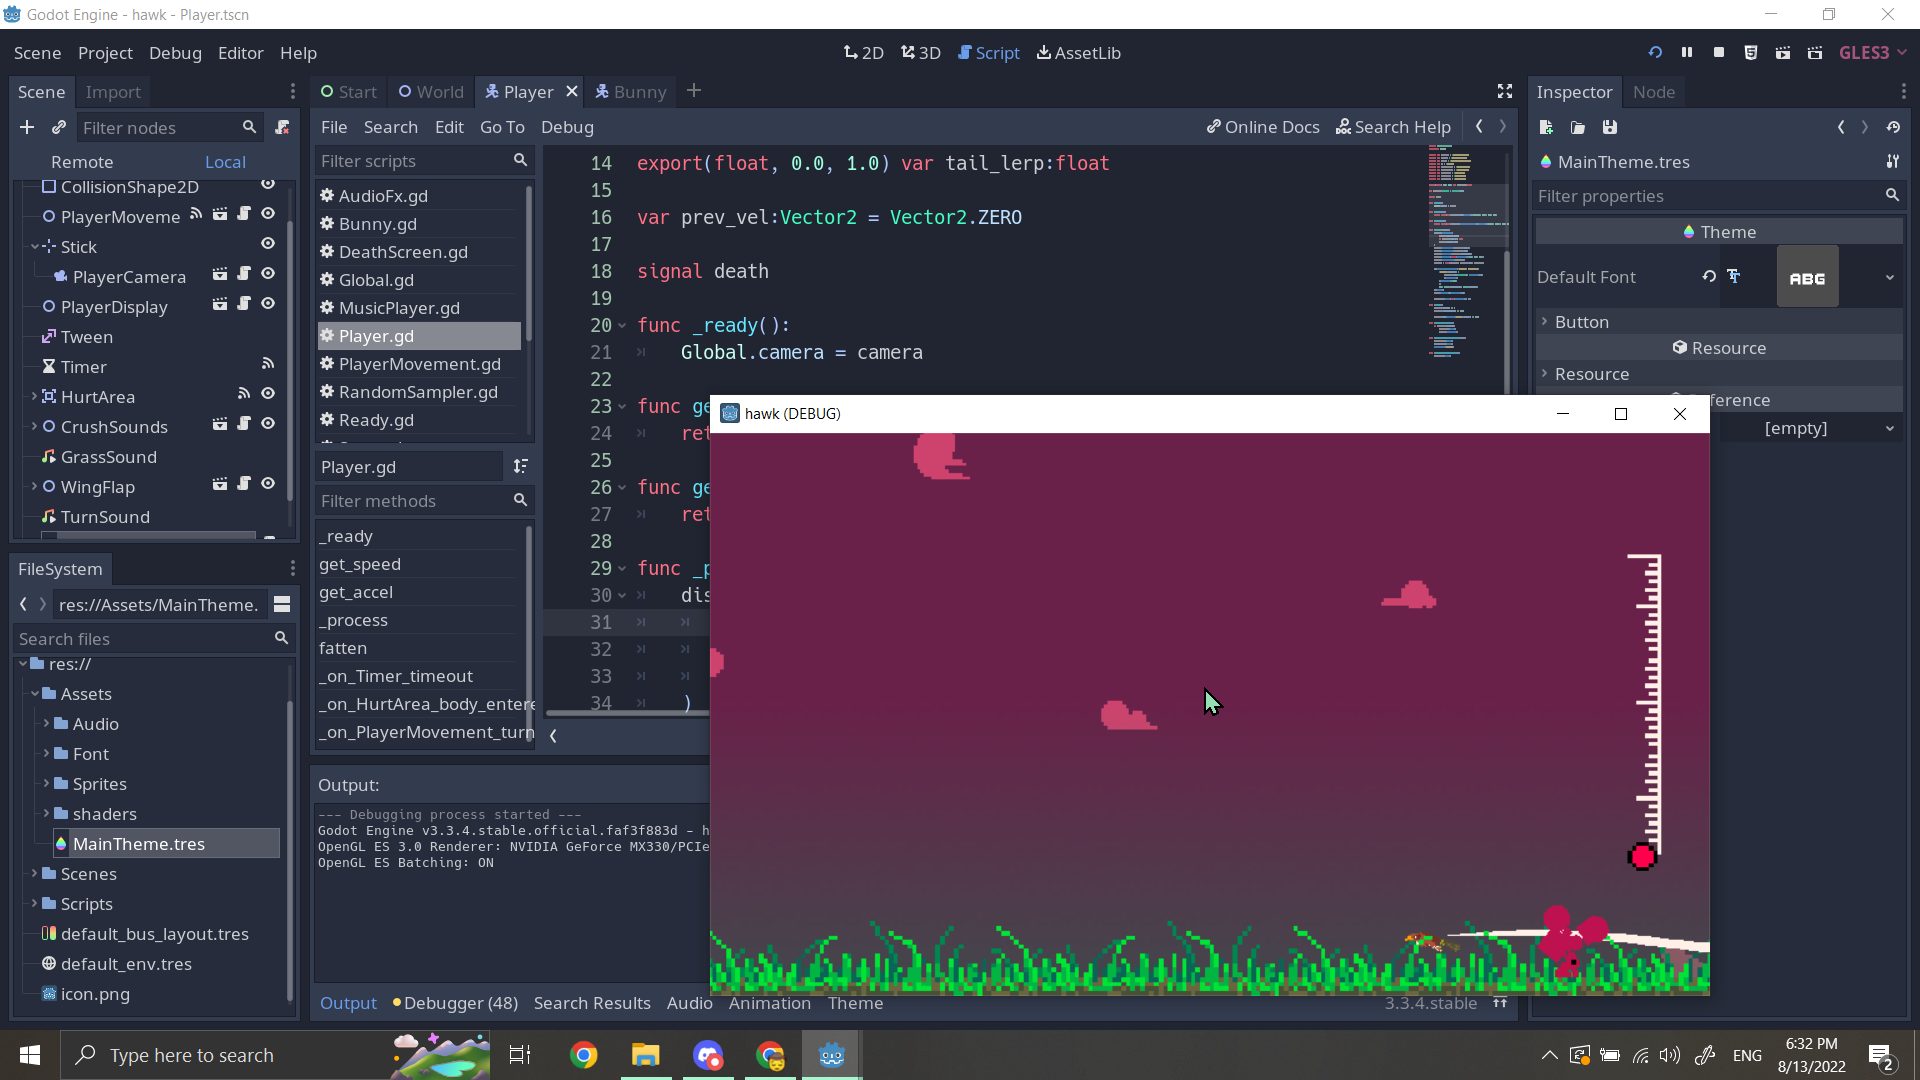 Godot Engine - hawk - Player.tscn
Scene Project Debug Editor Help
2D 3D Script AssetLib
GLES3
Scene Import
Filter nodes
Remote Local
CollisionShape2D
PlayerMoveme
Stick
PlayerCamera
PlayerDisplay
Tween
Timer
HurtArea
CrushSounds
GrassSound
WingFlap
TurnSound
FileSystem
res://Assets/MainTheme.
Search files
res://
Assets
Audio
Font
Sprites
shaders
MainTheme.tres
Scenes
Scripts
default_bus_layout.tres
default_env.tres
icon.png
Start World Player Bunny
File Search Edit Go To Debug
Online Docs Search Help
Filter scripts
AudioFx.gd
Bunny.gd
DeathScreen.gd
Global.gd
MusicPlayer.gd
Player.gd
PlayerMovement.gd
RandomSampler.gd
Ready.gd
Player.gd
Filter methods
_ready
get_speed
get_accel
_process
fatten
_on_Timer_timeout
_on_HurtArea_body_entere
_on_PlayerMovement_turn
14 export(float, 0.0, 1.0) var tail_lerp:float
15
16 var prev_vel:Vector2 = Vector2.ZERO
17
18 signal death
19
20 func _ready():
21 Global.camera = camera
22
23 func ge
24 ret
25
26 func ge
27 ret
28
29 func _p
30 dis
31
32
33
34 )
Output:
--- Debugging process started ---
Godot Engine v3.3.4.stable.official.faf3f883d - h
OpenGL ES 3.0 Renderer: NVIDIA GeForce MX330/PCIe
OpenGL ES Batching: ON
Output Debugger (48) Search Results Audio Animation Theme
3.3.4.stable
hawk (DEBUG)
Inspector Node
MainTheme.tres
Filter properties
Theme
Default Font
ABG
Button
Resource
Resource
ference
[empty]
Type here to search
ENG
6:32 PM
8/13/2022
2